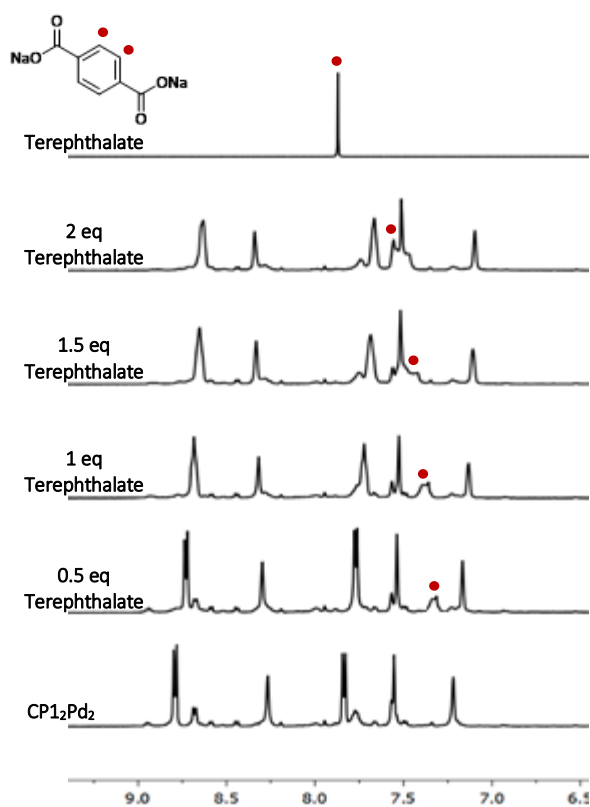 O
NaO
ONa
O
Terephthalate
2 eq
Terephthalate
1.5 eq
Terephthalate
1 eq
Terephthalate
0.5 eq
Terephthalate
CP1₂Pd₂
9.0 8.5 8.0 7.5 7.0 6.5